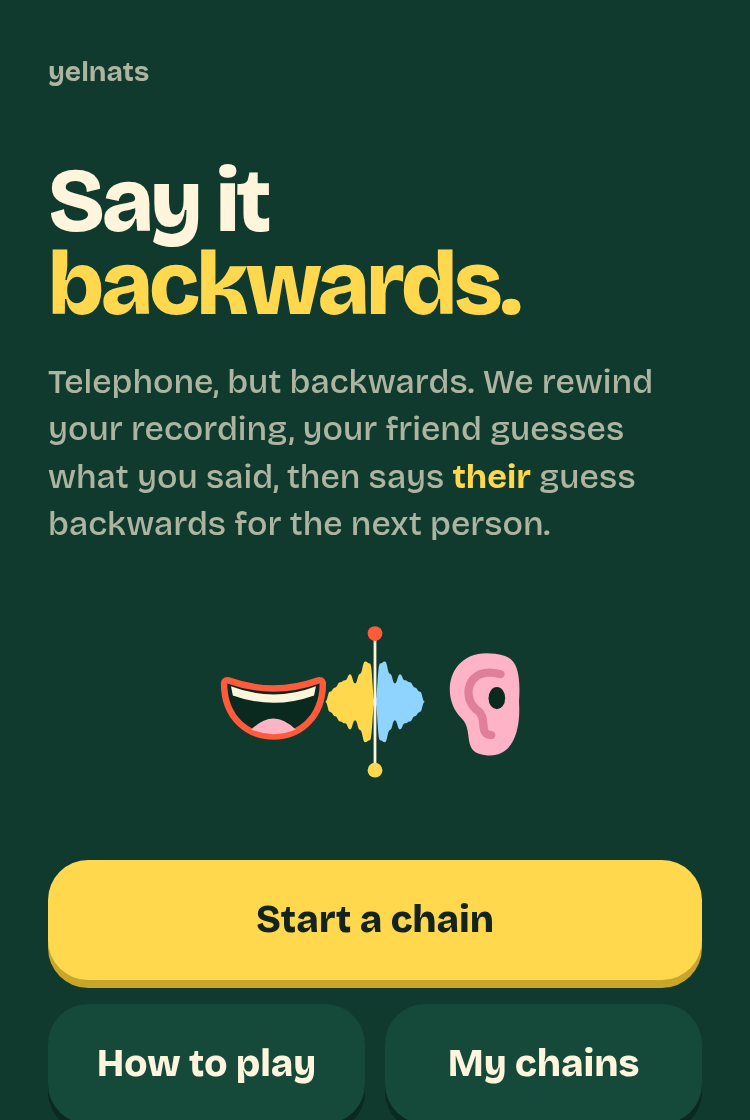 yelnats
Say it
backwards.
Telephone, but backwards. We rewind
your recording, your friend guesses
what you said, then says their guess
backwards for the next person.
Start a chain
How to play
My chains